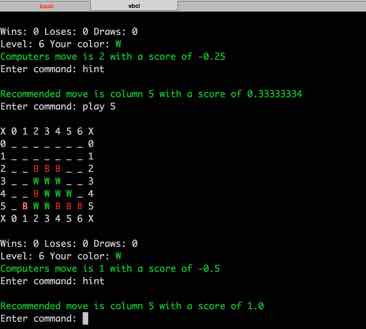 bash
vbcl
Wins: 0 Loses: 0 Draws: 0
Level: 6 Your color: W
Computers move is 2 with a score of -0.25
Enter command: hint
Recommended move is column 5 with a score of 0.33333334
Enter command: play 5
X 0 1 2 3 4 5 6 X
0 _ _ _ _ _ _ _ 0
1 _ _ _ _ _ _ _ 1
2 _ _ B B B _ _ 2
3 _ _ W W W _ _ 3
4 _ _ B W W W _ 4
5 _ B W W B B B 5
X 0 1 2 3 4 5 6 X
Wins: 0 Loses: 0 Draws: 0
Level: 6 Your color: W
Computers move is 1 with a score of -0.5
Enter command: hint
Recommended move is column 5 with a score of 1.0
Enter command: